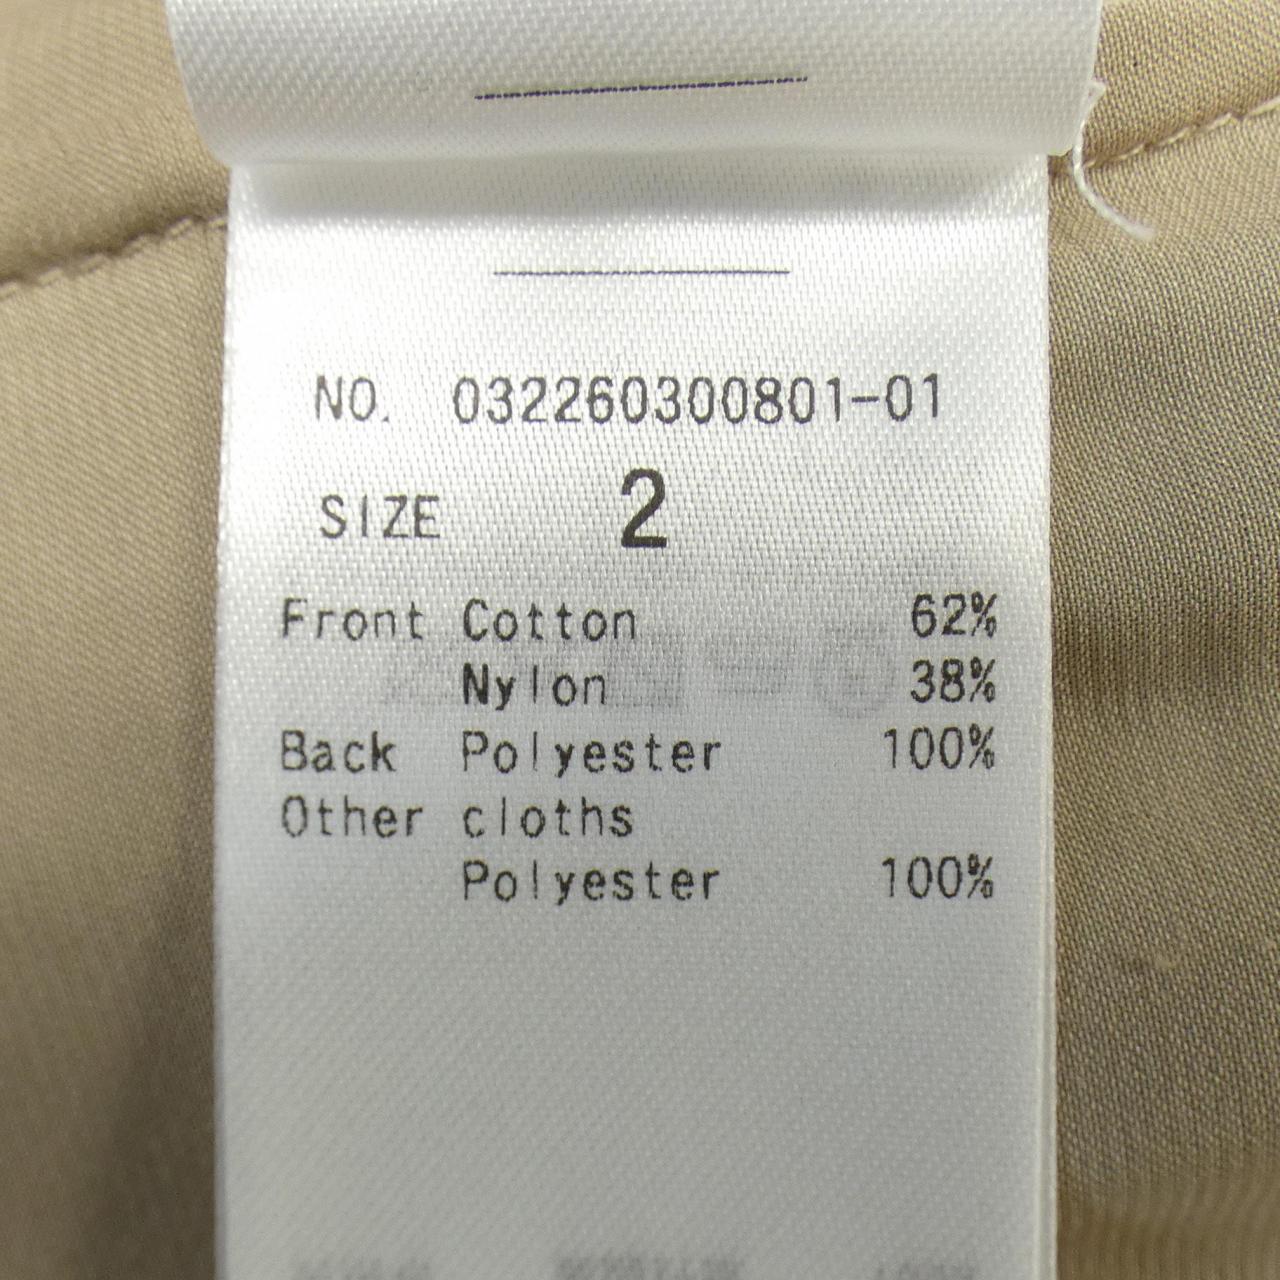 NO. 032260300801-01
SIZE 2
Front Cotton 62%
Nylon 38%
Back Polyester 100%
Other cloths
Polyester 100%